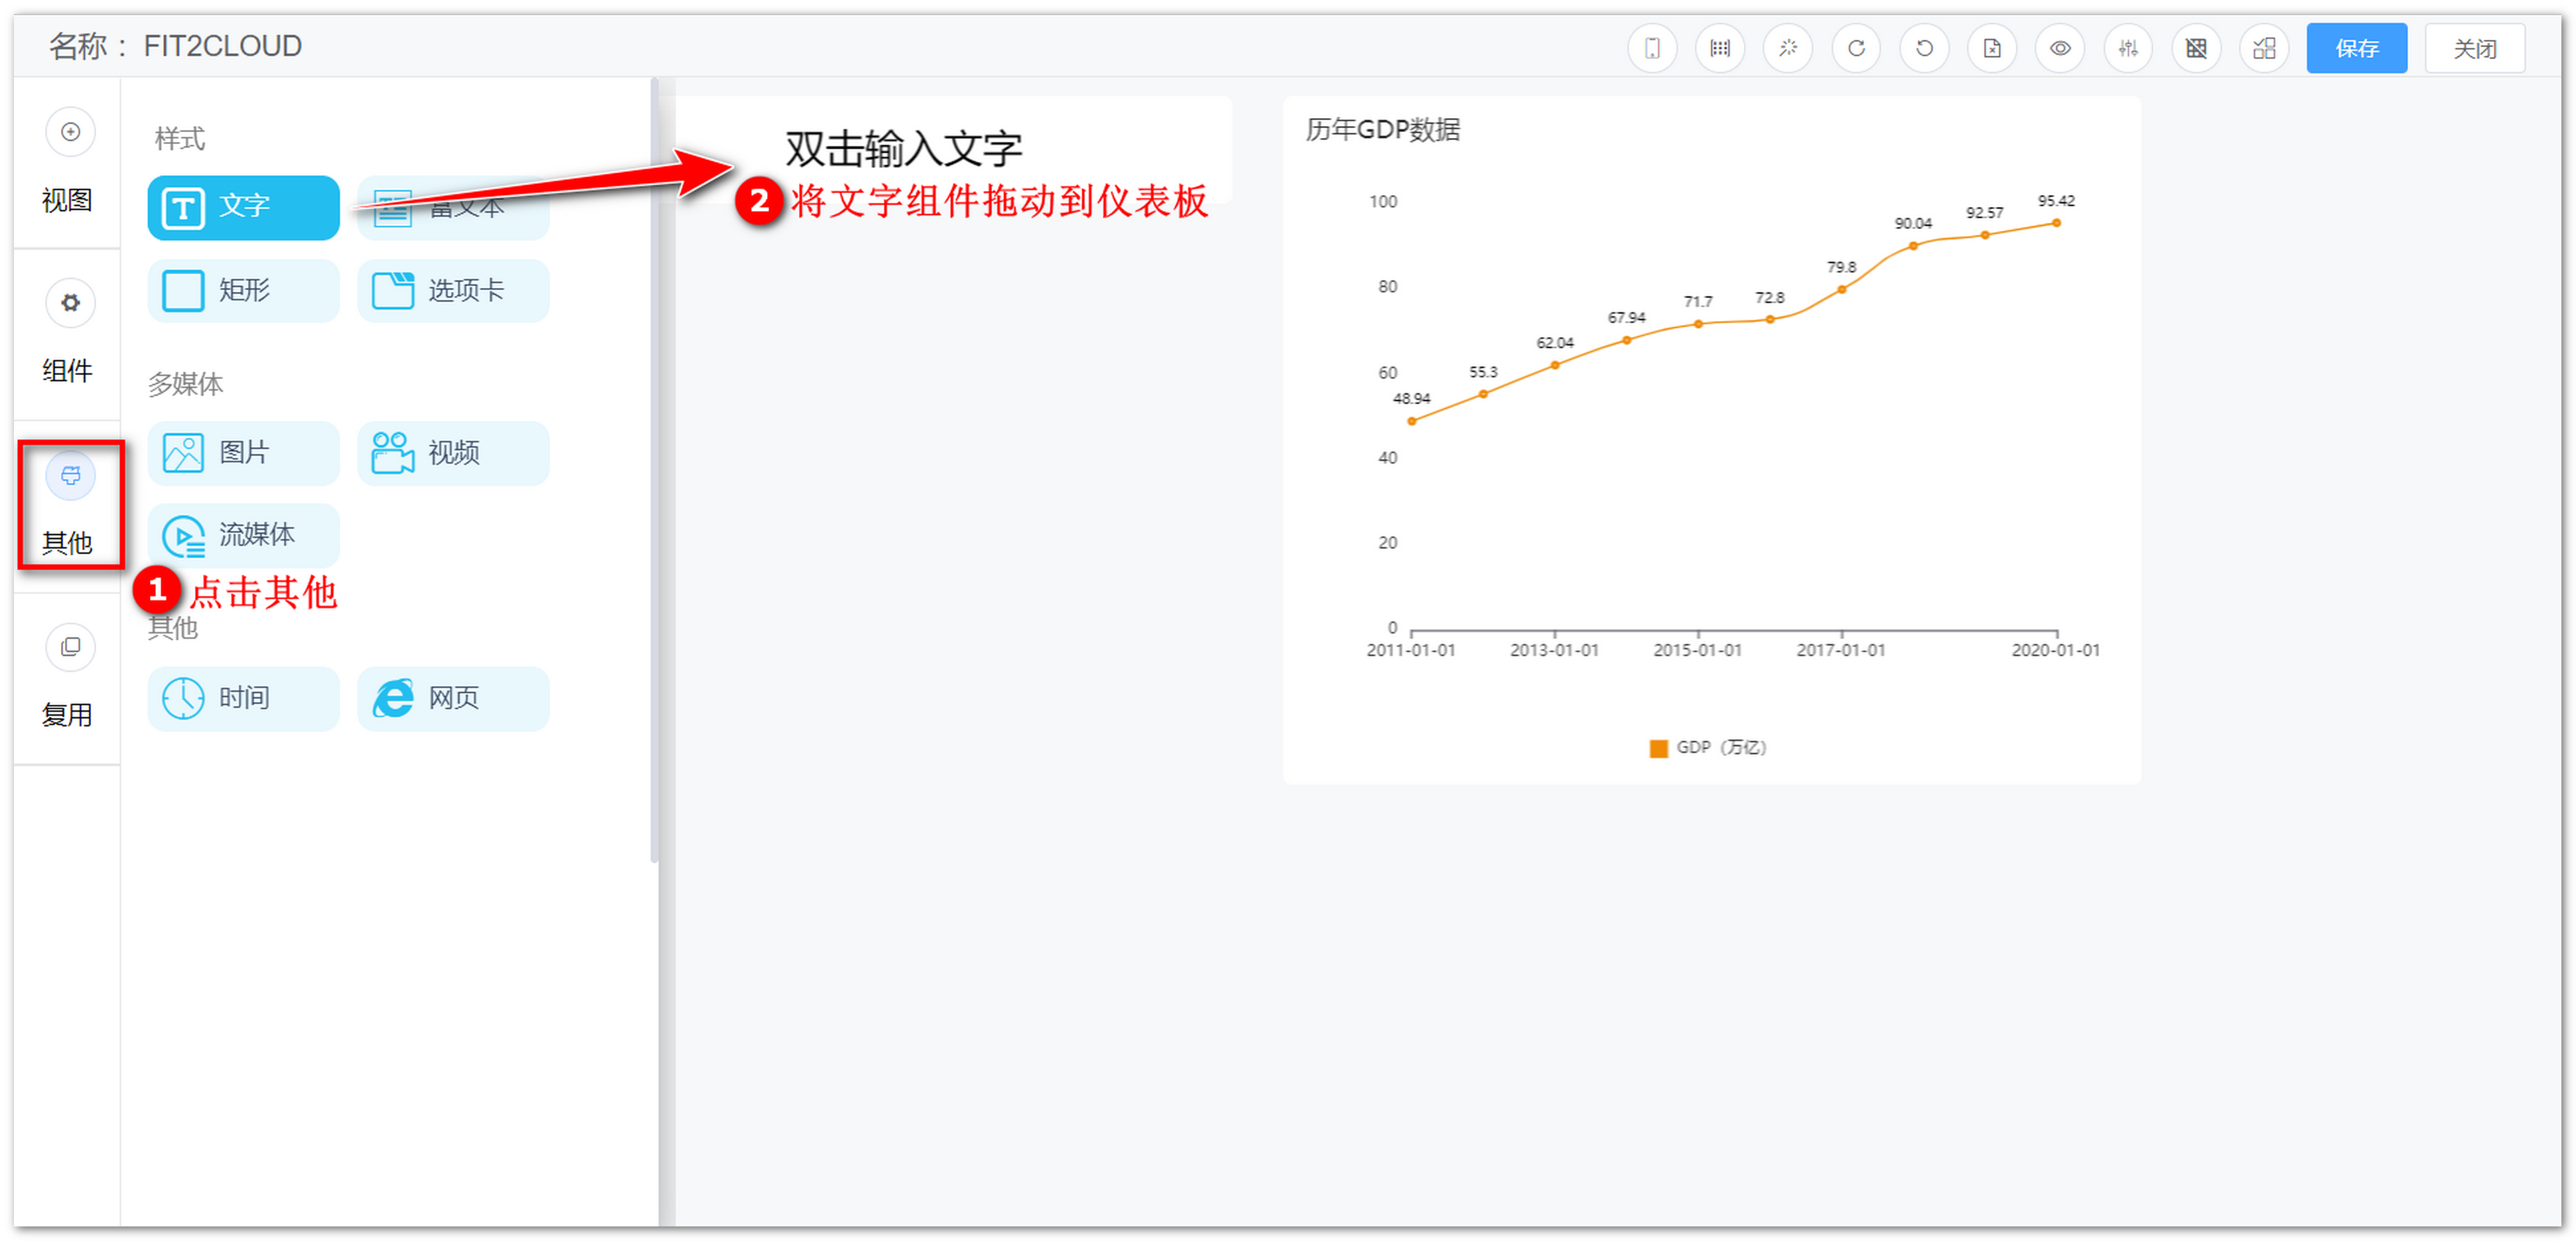 名称： FIT2CLOUD
保存
关闭
视图
组件
其他
复用
样式
文字
富文本
矩形
选项卡
多媒体
图片
视频
流媒体
1 点击其他
其他
时间
网页
双击输入文字
2 将文字组件拖动到仪表板
历年GDP数据
100
80
60
40
20
0
48.94
55.3
62.04
67.94
71.7
72.8
79.8
90.04
92.57
95.42
2011-01-01
2013-01-01
2015-01-01
2017-01-01
2020-01-01
GDP（万亿）